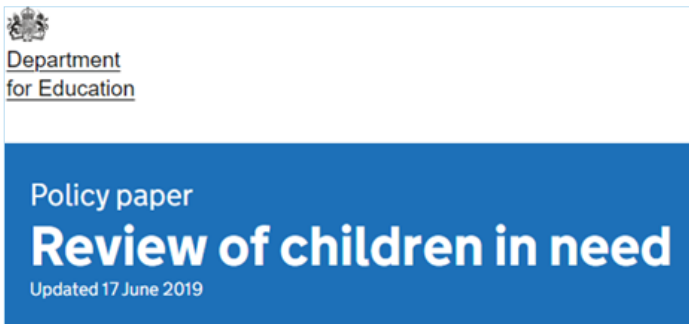 Department
for Education
Policy paper
Review of children in need
Updated 17 June 2019